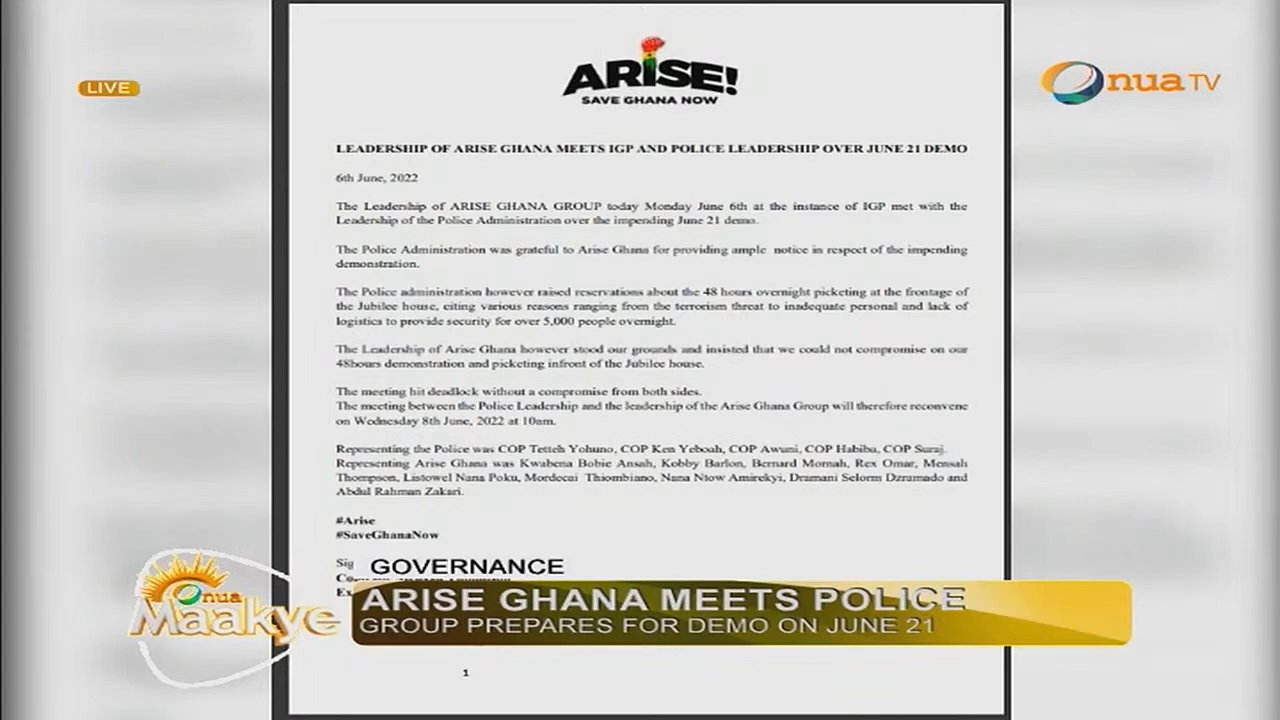 ARISE!
SAVE GHANA NOW
LIVE
Onua TV
LEADERSHIP OF ARISE GHANA MEETS IGP AND POLICE LEADERSHIP OVER JUNE 21 DEMO
6th June, 2022
The Leadership of ARISE GHANA GROUP today Monday June 6th at the instance of IGP met with the
Leadership of the Police Administration over the impending June 21 demo.
The Police Administration was grateful to Arise Ghana for providing ample notice in respect of the impending
demonstration.
The Police administration however raised reservations about the 48 hours overnight picketing at the frontage of
the Jubilee house, citing various reasons ranging from the terrorism threat to inadequate personal and lack of
logistics to provide security for over 5,000 people overnight.
The Leadership of Arise Ghana however stood our grounds and insisted that we could not compromise on our
48hours demonstration and picketing infront of the Jubilee house.
The meeting hit deadlock without a compromise from both sides.
The meeting between the Police Leadership and the leadership of the Arise Ghana Group will therefore reconvene
on Wednesday 8th June, 2022 at 10am.
Representing the Police was COP Tetteh Yohuno, COP Ken Yeboah, COP Awuni, COP Habiba, COP Suraj.
Representing Arise Ghana was Kwabena Bobie Ansah, Kobby Barlon, Bernard Mornah, Rex Omar, Mensah
Thompson, Listowel Nana Poku, Mordecai Thiombiano, Nana Ntow Amirekyi, Dramani Selorm Dzramado and
Abdul Rahman Zakari.
#Arise
#SaveGhanaNow
Sig
GOVERNANCE
Onua
Maakye
ARISE GHANA MEETS POLICE
GROUP PREPARES FOR DEMO ON JUNE 21
1